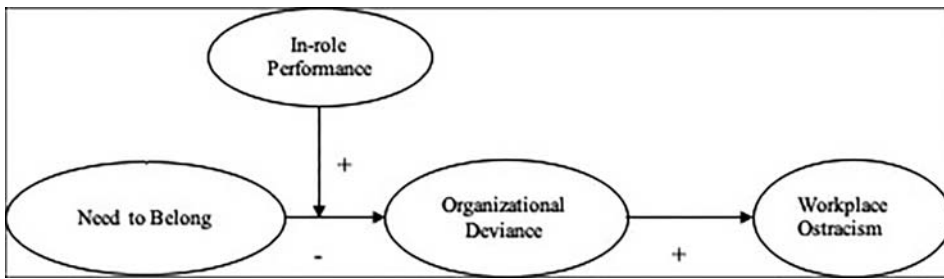 In-role
Performance
+
Need to Belong
Organizational
Deviance
Workplace
Ostracism
-
+